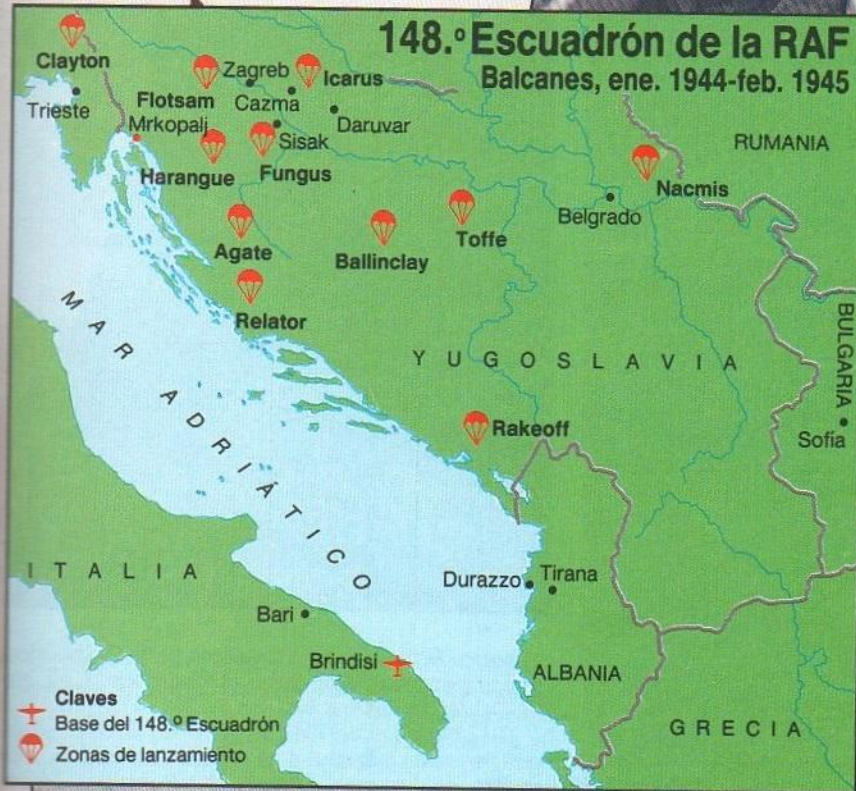 148.º Escuadrón de la RAF
Balcanes, ene. 1944-feb. 1945
Clayton
Trieste
Flotsam
Zagreb
Icarus
Cazma
Mrkopalj
Sisak
Daruvar
Harangue
Fungus
RUMANIA
Nacmis
Belgrado
Agate
Ballinclay
Toffe
Relator
MAR ADRIÁTICO
YUGOSLAVIA
BULGARIA
Sofía
Rakeoff
ITALIA
Durazzo
Tirana
Bari
Brindisi
ALBANIA
GRECIA
Claves
Base del 148.º Escuadrón
Zonas de lanzamiento